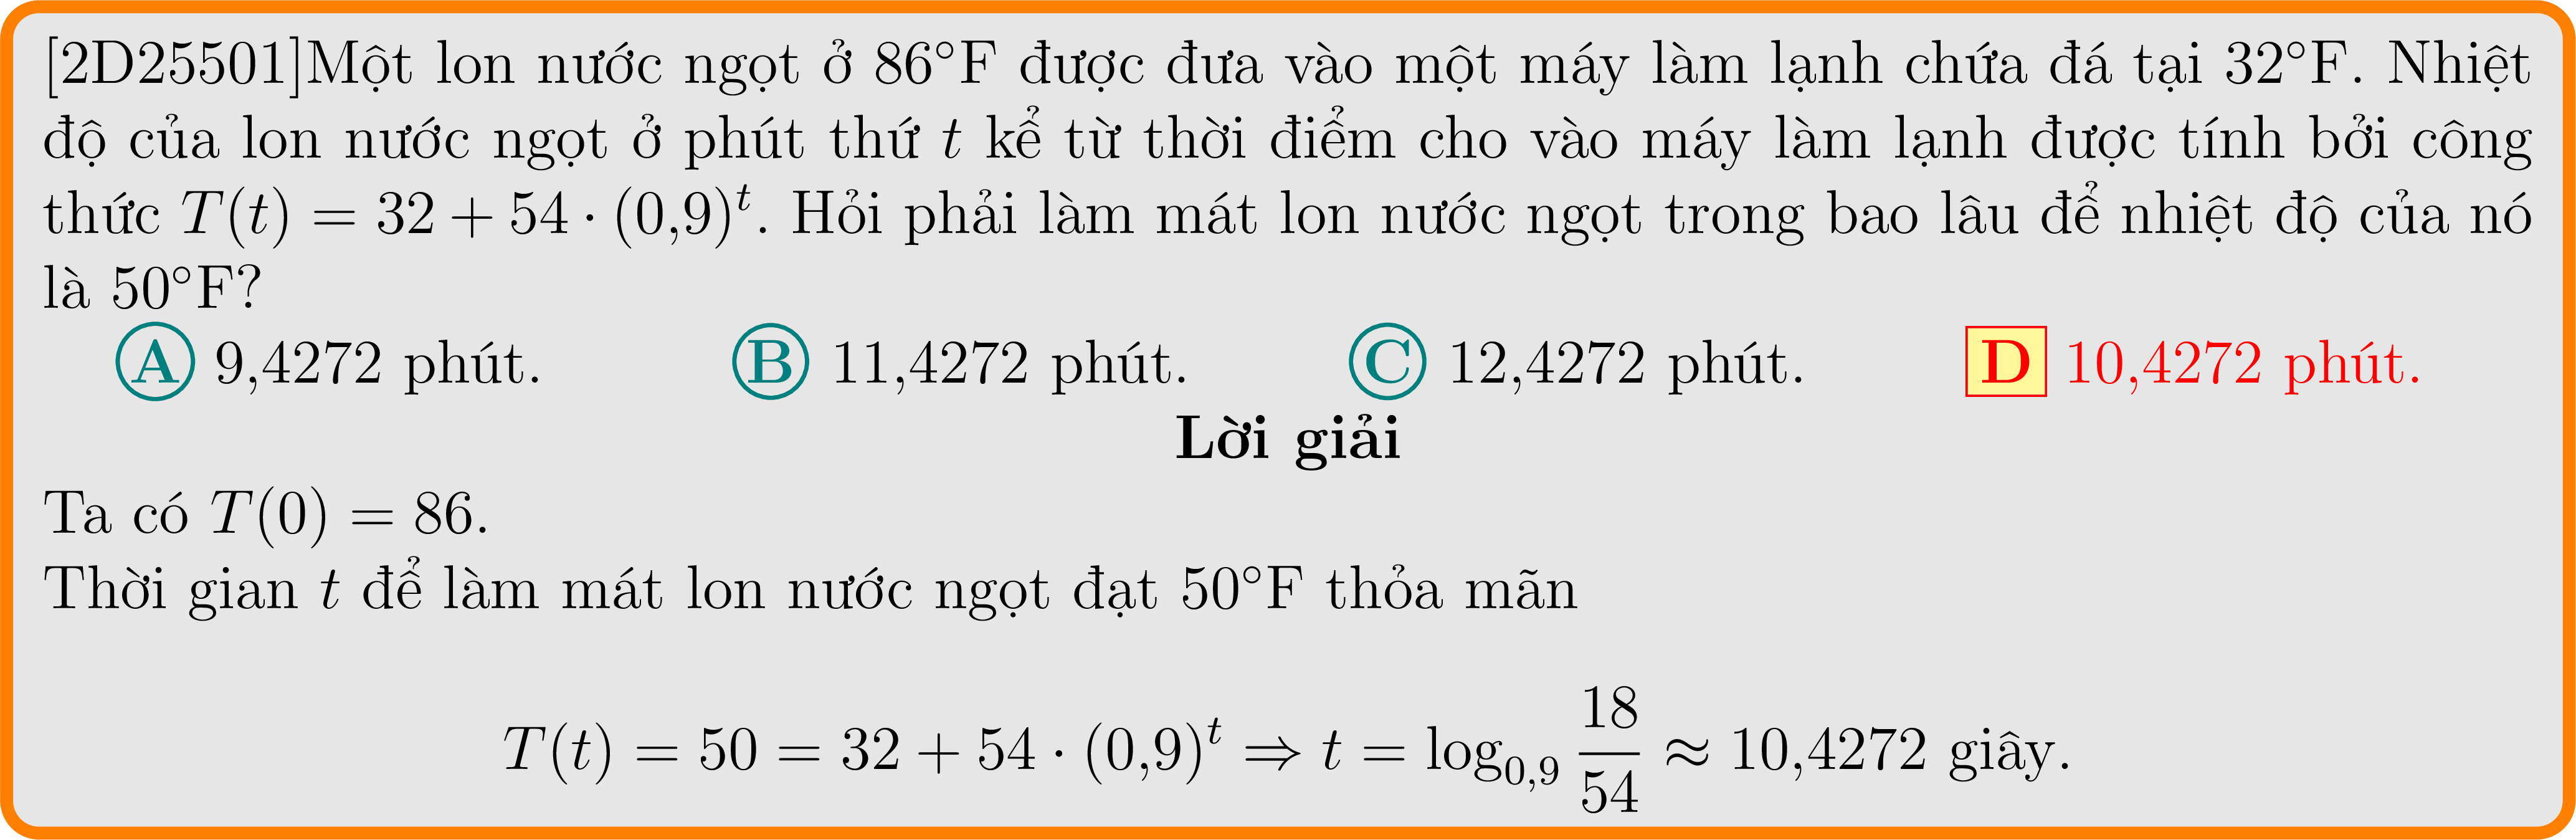 [2D25501]Một lon nước ngọt ở 86°F được đưa vào một máy làm lạnh chứa đá tại 32°F. Nhiệt
độ của lon nước ngọt ở phút thứ t kể từ thời điểm cho vào máy làm lạnh được tính bởi công
thức T(t) = 32 + 54 · (0,9)^t. Hỏi phải làm mát lon nước ngọt trong bao lâu để nhiệt độ của nó
là 50°F?
A 9,4272 phút. B 11,4272 phút. C 12,4272 phút. D 10,4272 phút.
Lời giải
Ta có T(0) = 86.
Thời gian t để làm mát lon nước ngọt đạt 50°F thỏa mãn
T(t) = 50 = 32 + 54 · (0,9)^t ⇒ t = log_{0,9} 18/54 ≈ 10,4272 giây.